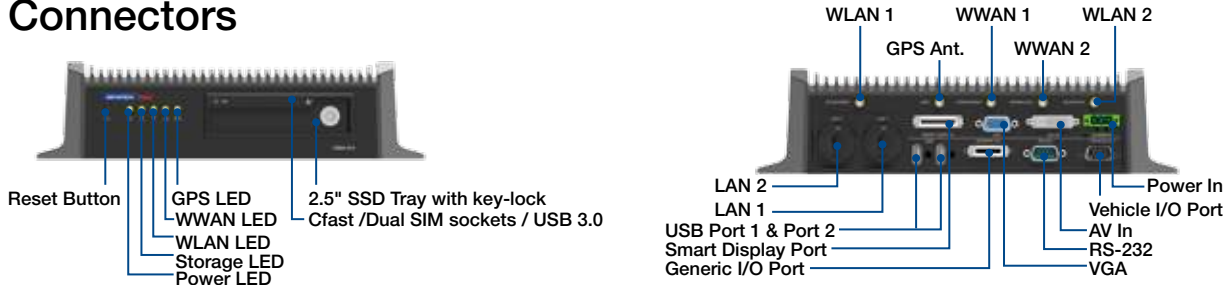 Connectors
Reset Button
GPS LED
WWAN LED
WLAN LED
Storage LED
Power LED
2.5" SSD Tray with key-lock
Cfast /Dual SIM sockets / USB 3.0
WLAN 1
WWAN 1
WLAN 2
GPS Ant.
WWAN 2
LAN 2
LAN 1
USB Port 1 & Port 2
Smart Display Port
Generic I/O Port
Power In
Vehicle I/O Port
AV In
RS-232
VGA